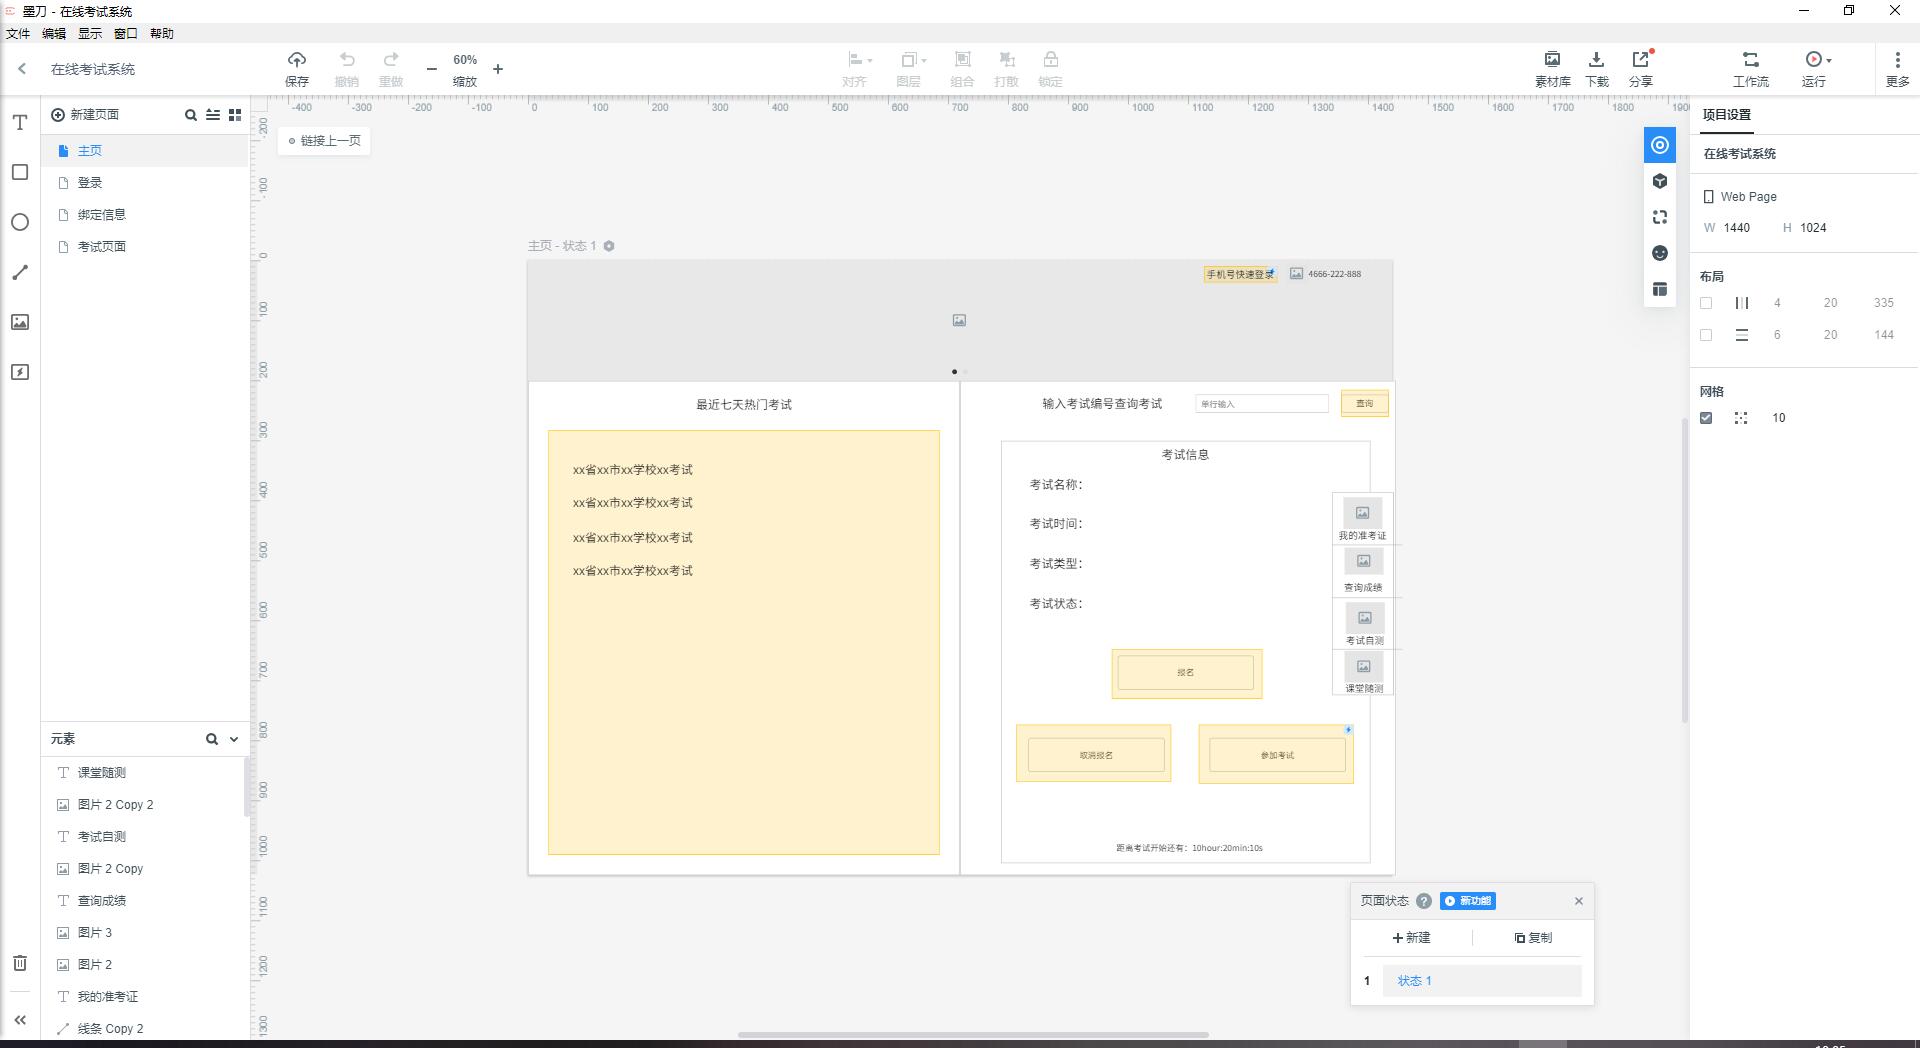 墨刀 - 在线考试系统
文件 编辑 显示 窗口 帮助
在线考试系统
保存 撤销 重做 60% 缩放 对齐 图层 组合 打散 锁定 素材库 下载 分享 工作流 运行 更多
新建页面
主页
登录
绑定信息
考试页面
元素
课堂随测
图片 2 Copy 2
考试自测
图片 2 Copy
查询成绩
图片 3
图片 2
我的准考证
线条 Copy 2
-400 -300 -200 -100 0 100 200 300 400 500 600 700 800 900 1000 1100 1200 1300 1400 1500 1600 1700 1800 1900
-200
-100
0
100
200
300
400
500
600
700
800
900
1000
1100
1200
1300
链接上一页
主页 - 状态 1
手机号快速登录 4666-222-888
最近七天热门考试
xx省xx市xx学校xx考试
xx省xx市xx学校xx考试
xx省xx市xx学校xx考试
xx省xx市xx学校xx考试
输入考试编号查询考试 单行输入 查询
考试信息
考试名称：
考试时间：
考试类型：
考试状态：
我的准考证
查询成绩
考试自测
课堂随测
报名
取消报名 参加考试
距离考试开始还有：10hour:20min:10s
页面状态 ? 新功能
新建 复制
1 状态 1
项目设置
在线考试系统
Web Page
W 1440 H 1024
布局
4 20 335
6 20 144
网格
10